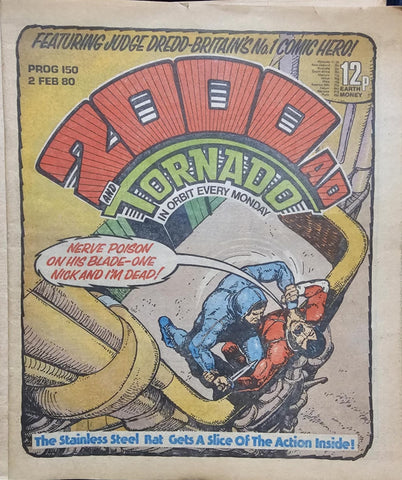 FEATURING JUDGE DREDD-BRITAIN'S No.1 COMIC HERO!
PROG 150
2 FEB 80
12p
EARTH
MONEY
2000 AD
AND
TORNADO
IN ORBIT EVERY MONDAY
NERVE POISON
ON HIS BLADE-ONE
NICK AND I'M DEAD!
The Stainless Steel Rat Gets A Slice Of The Action Inside!